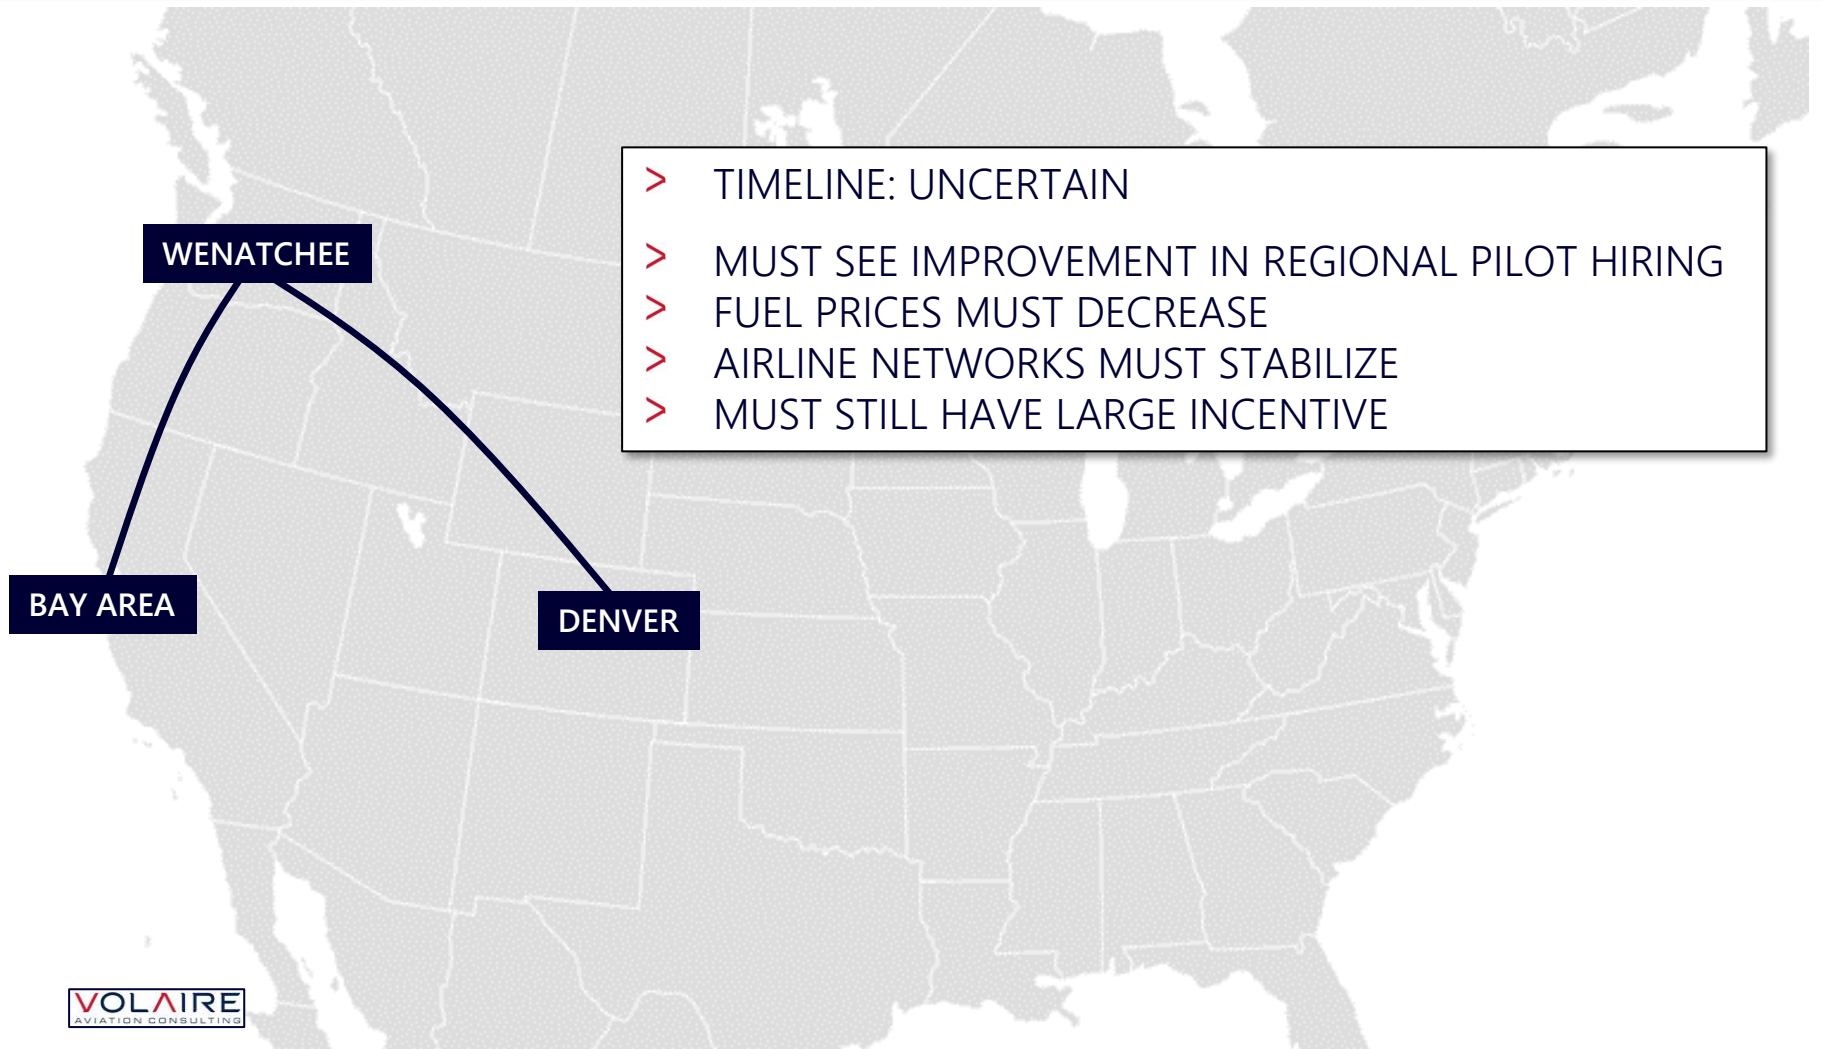 > TIMELINE: UNCERTAIN
> MUST SEE IMPROVEMENT IN REGIONAL PILOT HIRING
> FUEL PRICES MUST DECREASE
> AIRLINE NETWORKS MUST STABILIZE
> MUST STILL HAVE LARGE INCENTIVE
WENATCHEE
BAY AREA
DENVER
VOLAIRE
AVIATION CONSULTING